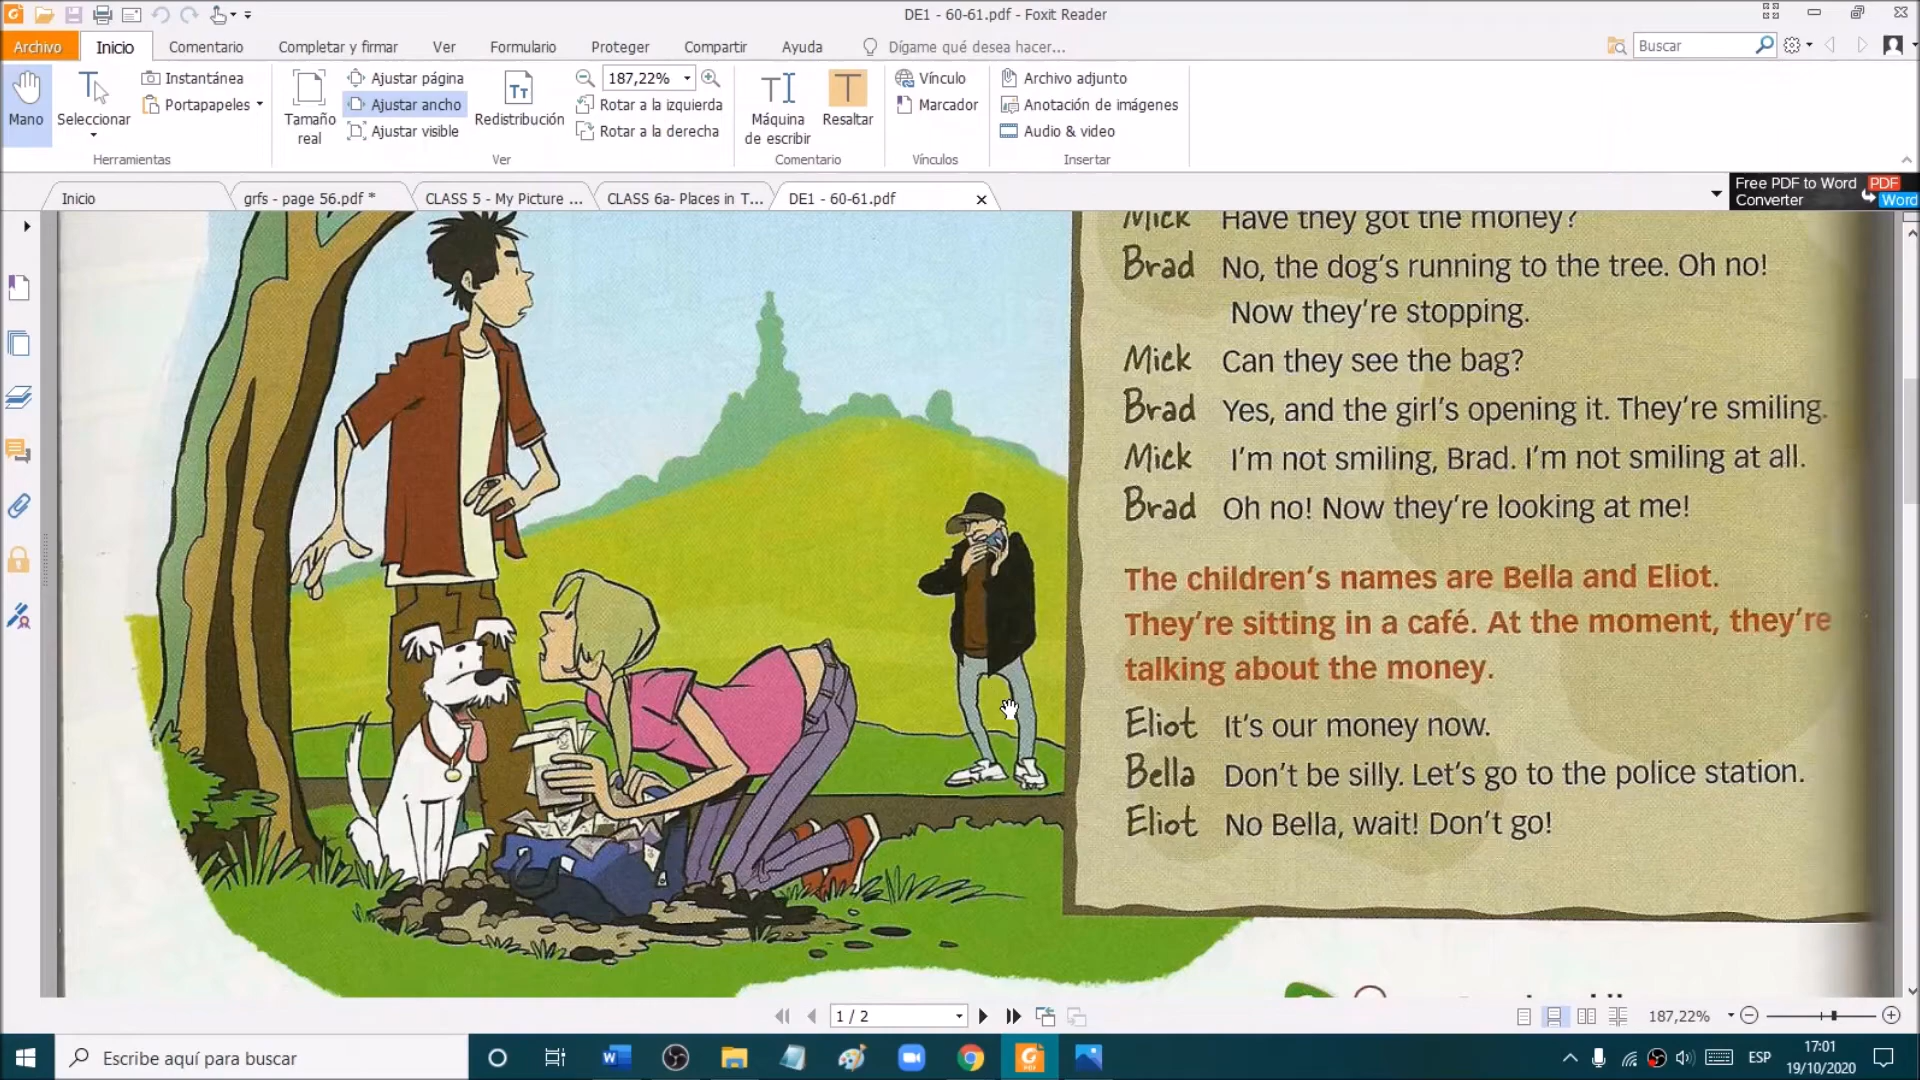 DE1 - 60-61.pdf - Foxit Reader
Archivo Inicio Comentario Completar y firmar Ver Formulario Proteger Compartir Ayuda Dígame qué desea hacer... Buscar
Mano
Seleccionar
Instantánea
Portapapeles
Herramientas
Tamaño
real
Ajustar página
Ajustar ancho
Ajustar visible
Redistribución
187,22%
Rotar a la izquierda
Rotar a la derecha
Ver
Máquina
de escribir
Resaltar
Comentario
Vínculo
Marcador
Vínculos
Archivo adjunto
Anotación de imágenes
Audio & video
Insertar
Inicio grfs - page 56.pdf * CLASS 5 - My Picture ... CLASS 6a- Places in T... DE1 - 60-61.pdf
Free PDF to Word PDF
Converter Word
Mick Have they got the money?
Brad No, the dog's running to the tree. Oh no!
Now they're stopping.
Mick Can they see the bag?
Brad Yes, and the girl's opening it. They're smiling.
Mick I'm not smiling, Brad. I'm not smiling at all.
Brad Oh no! Now they're looking at me!
The children's names are Bella and Eliot.
They're sitting in a café. At the moment, they're
talking about the money.
Eliot It's our money now.
Bella Don't be silly. Let's go to the police station.
Eliot No Bella, wait! Don't go!
1 / 2
187,22%
Escribe aquí para buscar
ESP
17:01
19/10/2020